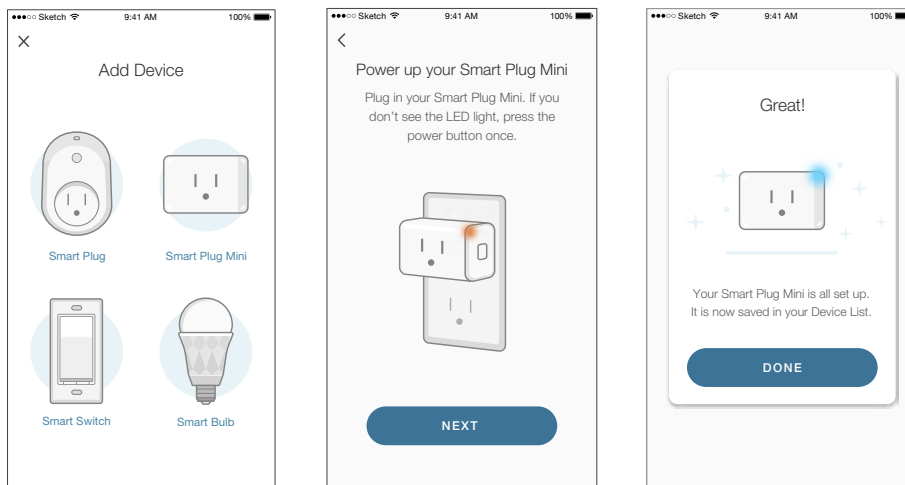 Sketch 9:41 AM 100%
Add Device
Smart Plug Smart Plug Mini
Smart Switch Smart Bulb
Sketch 9:41 AM 100%
Power up your Smart Plug Mini
Plug in your Smart Plug Mini. If you
don't see the LED light, press the
power button once.
NEXT
Sketch 9:41 AM 100%
Great!
Your Smart Plug Mini is all set up.
It is now saved in your Device List.
DONE